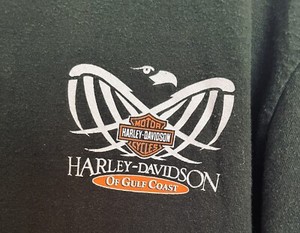 MOTOR
HARLEY-DAVIDSON
CYCLES
HARLEY-DAVIDSON
OF GULF COAST